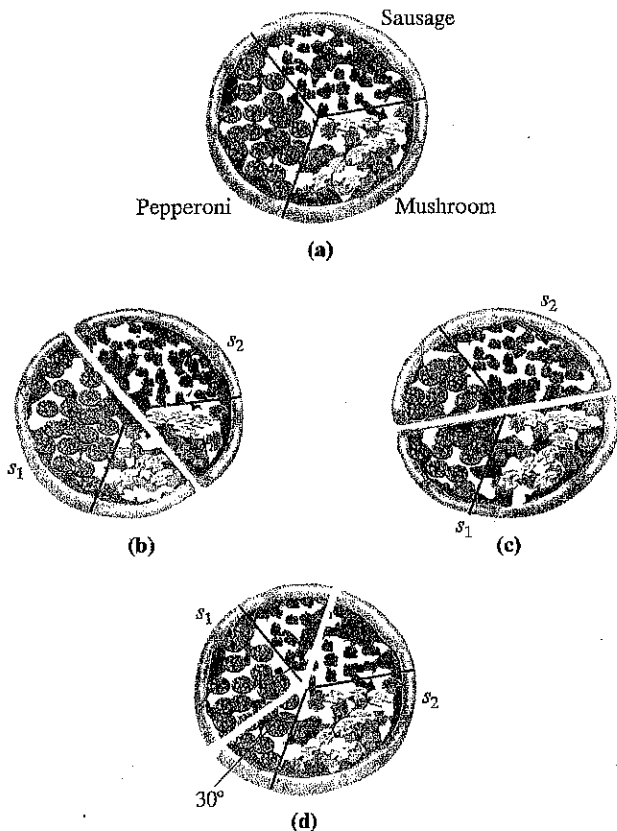 Sausage
Pepperoni
Mushroom
(a)
s₂
s₁
(b)
s₂
s₁
(c)
s₁
s₂
30°
(d)